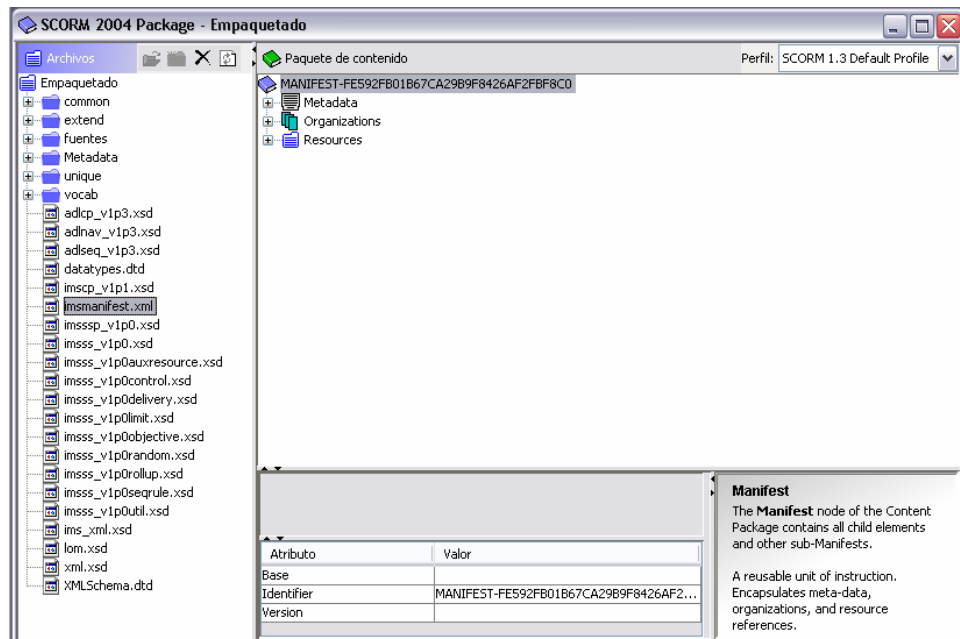 SCORM 2004 Package - Empaquetado
Archivos
Empaquetado
common
extend
fuentes
Metadata
unique
vocab
adlcp_v1p3.xsd
adlnav_v1p3.xsd
adlseq_v1p3.xsd
datatypes.dtd
imscp_v1p1.xsd
imsmanifest.xml
imsssp_v1p0.xsd
imsss_v1p0.xsd
imsss_v1p0auxresource.xsd
imsss_v1p0control.xsd
imsss_v1p0delivery.xsd
imsss_v1p0limit.xsd
imsss_v1p0objective.xsd
imsss_v1p0random.xsd
imsss_v1p0rollup.xsd
imsss_v1p0seqrule.xsd
imsss_v1p0util.xsd
ims_xml.xsd
lom.xsd
xml.xsd
XMLSchema.dtd
Paquete de contenido
Perfil: SCORM 1.3 Default Profile
MANIFEST-FE592FB01B67CA29B9F8426AF2FBF8C0
Metadata
Organizations
Resources
Atributo Valor
Base
Identifier MANIFEST-FE592FB01B67CA29B9F8426AF2...
Version
Manifest
The Manifest node of the Content
Package contains all child elements
and other sub-Manifests.
A reusable unit of instruction.
Encapsulates meta-data,
organizations, and resource
references.